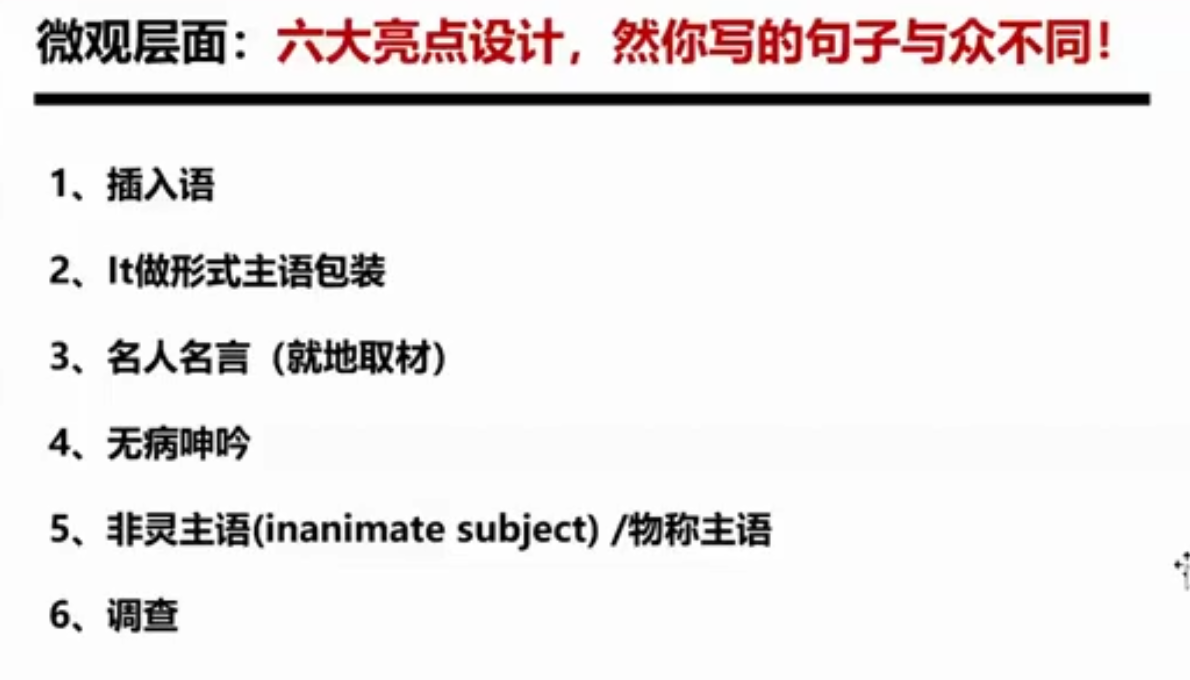 微观层面：六大亮点设计，然你写的句子与众不同！
1、插入语
2、It做形式主语包装
3、名人名言（就地取材）
4、无病呻吟
5、非灵主语(inanimate subject) /物称主语
6、调查